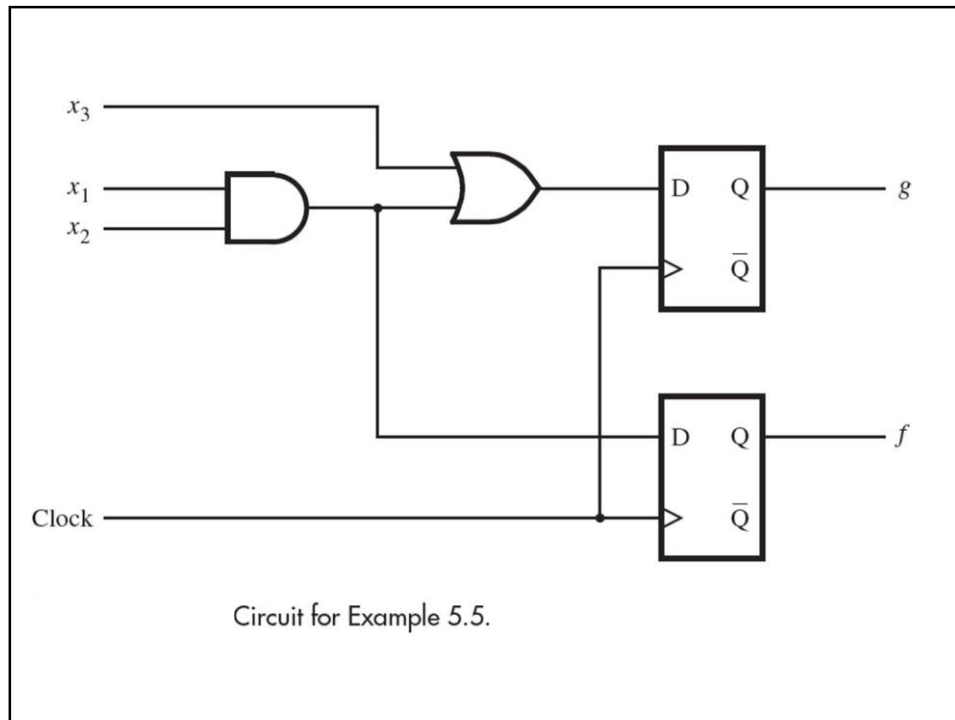 x3
x1
x2
D Q
g
Q̅
D Q
f
Clock
Q̅
Circuit for Example 5.5.